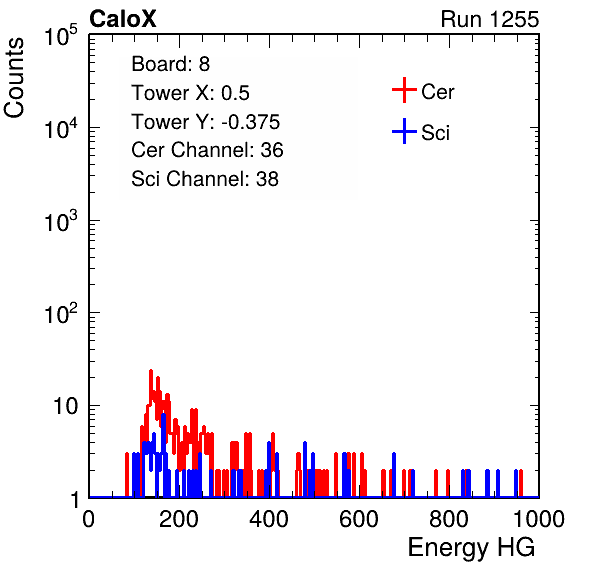 CaloX Run 1255
Counts
Board: 8
Tower X: 0.5
Tower Y: -0.375
Cer Channel: 36
Sci Channel: 38
Cer
Sci
10^5
10^4
10^3
10^2
10
1
0 200 400 600 800 1000
Energy HG